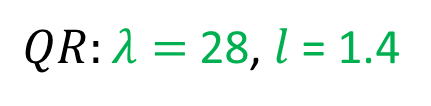 QR: λ = 28, l = 1.4